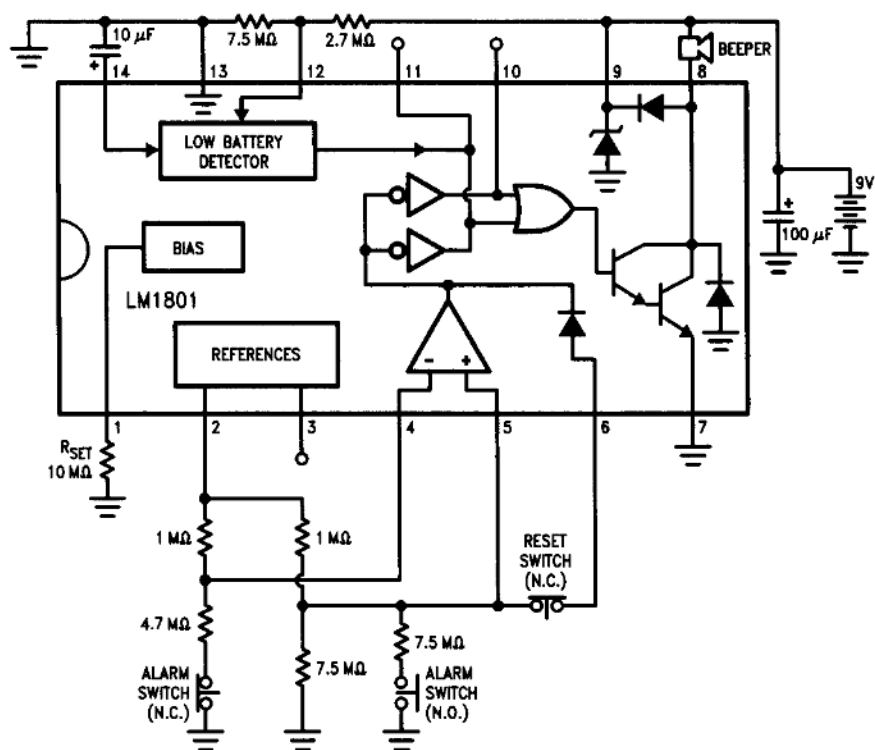 10 μF
7.5 MΩ
2.7 MΩ
BEEPER
14
13
12
11
10
9
8
LOW BATTERY
DETECTOR
9V
100 μF
BIAS
LM1801
REFERENCES
- +
1
2
3
4
5
6
7
RSET
10 MΩ
1 MΩ
1 MΩ
RESET
SWITCH
(N.C.)
4.7 MΩ
7.5 MΩ
7.5 MΩ
ALARM
SWITCH
(N.C.)
ALARM
SWITCH
(N.O.)